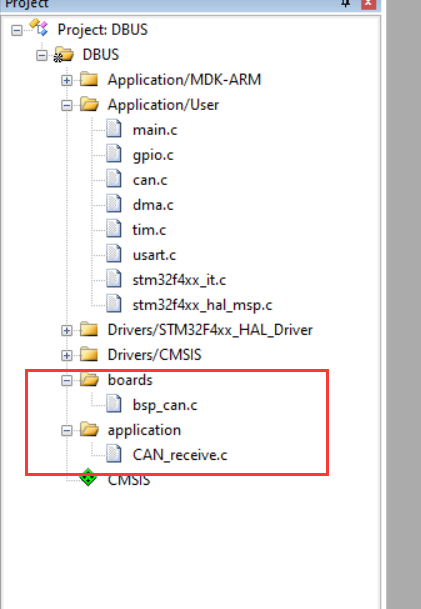 Project
Project: DBUS
DBUS
Application/MDK-ARM
Application/User
main.c
gpio.c
can.c
dma.c
tim.c
usart.c
stm32f4xx_it.c
stm32f4xx_hal_msp.c
Drivers/STM32F4xx_HAL_Driver
Drivers/CMSIS
boards
bsp_can.c
application
CAN_receive.c
CMSIS